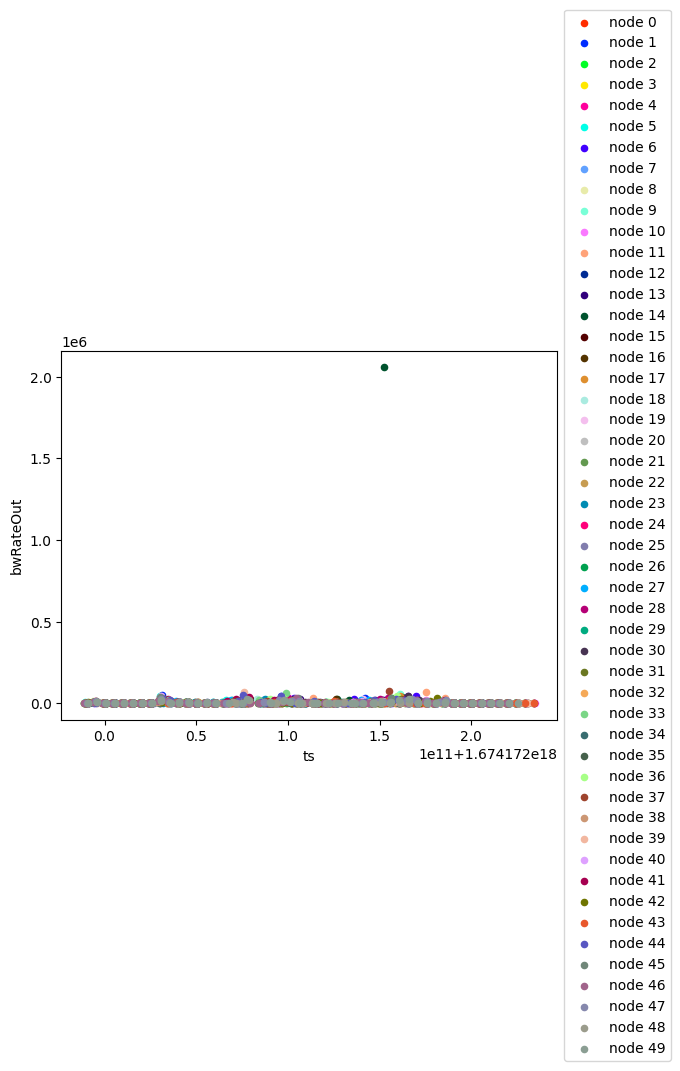 1e6
2.0
1.5
1.0
0.5
0.0
bwRateOut
0.0 0.5 1.0 1.5 2.0
ts
1e11+1.674172e18
node 0
node 1
node 2
node 3
node 4
node 5
node 6
node 7
node 8
node 9
node 10
node 11
node 12
node 13
node 14
node 15
node 16
node 17
node 18
node 19
node 20
node 21
node 22
node 23
node 24
node 25
node 26
node 27
node 28
node 29
node 30
node 31
node 32
node 33
node 34
node 35
node 36
node 37
node 38
node 39
node 40
node 41
node 42
node 43
node 44
node 45
node 46
node 47
node 48
node 49